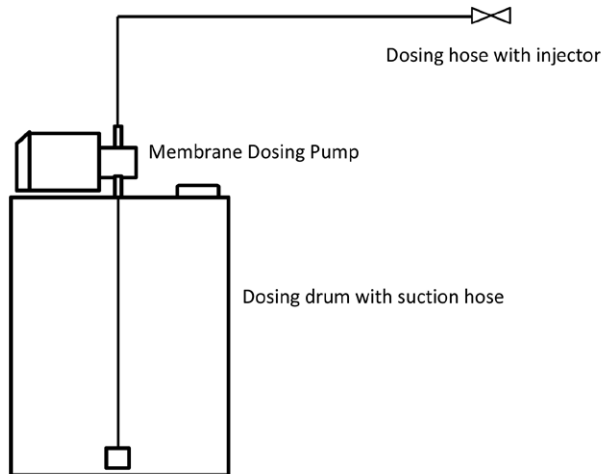 Dosing hose with injector
Membrane Dosing Pump
Dosing drum with suction hose